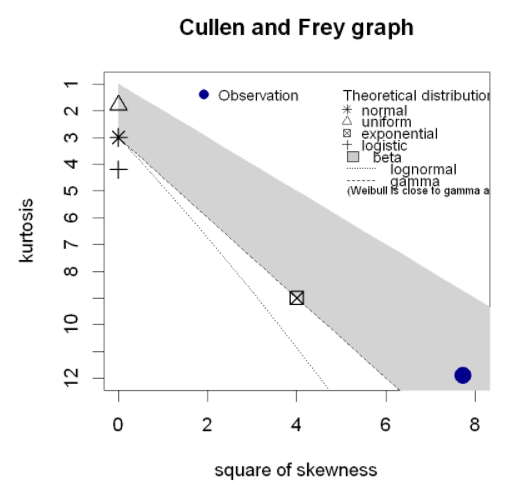 Cullen and Frey graph
Observation
Theoretical distribution
normal
uniform
exponential
logistic
beta
lognormal
gamma
(Weibull is close to gamma a
kurtosis
1
2
3
4
5
6
7
8
10
12
0 2 4 6 8
square of skewness